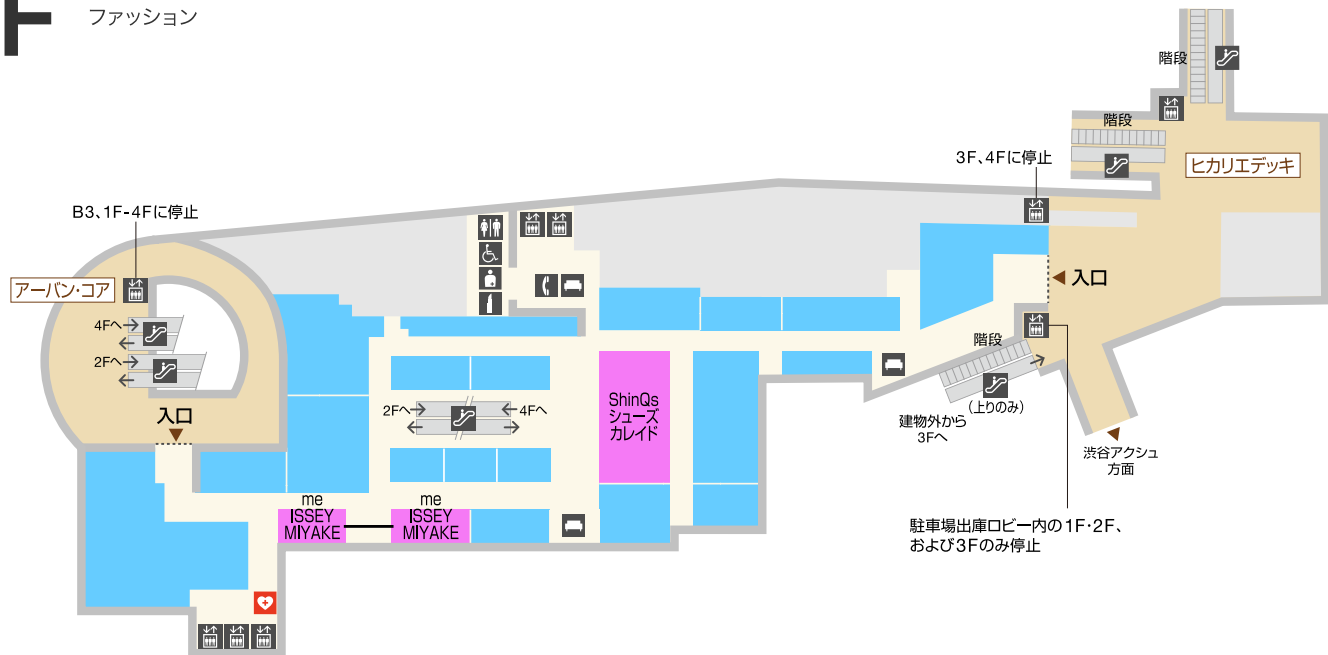 F
ファッション
階段
階段
3F、4Fに停止
ヒカリエデッキ
B3、1F-4Fに停止
アーバン・コア
入口
4Fへ
2Fへ
階段
ShinQs
シューズ
カレイド
2Fへ
4Fへ
(上りのみ)
入口
建物外から
3Fへ
渋谷アクシュ
方面
me
ISSEY
MIYAKE
me
ISSEY
MIYAKE
駐車場出庫ロビー内の1F・2F、
および3Fのみ停止